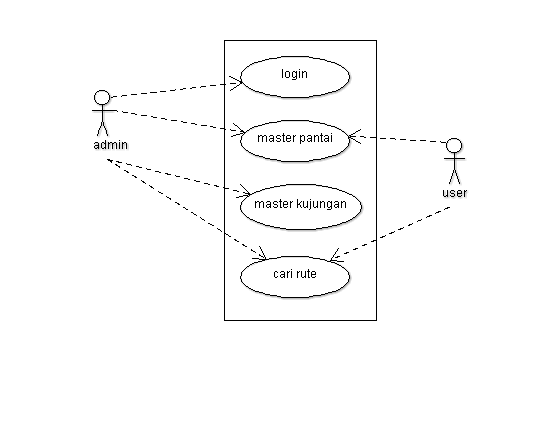 login
admin
master pantai
user
master kujungan
cari rute